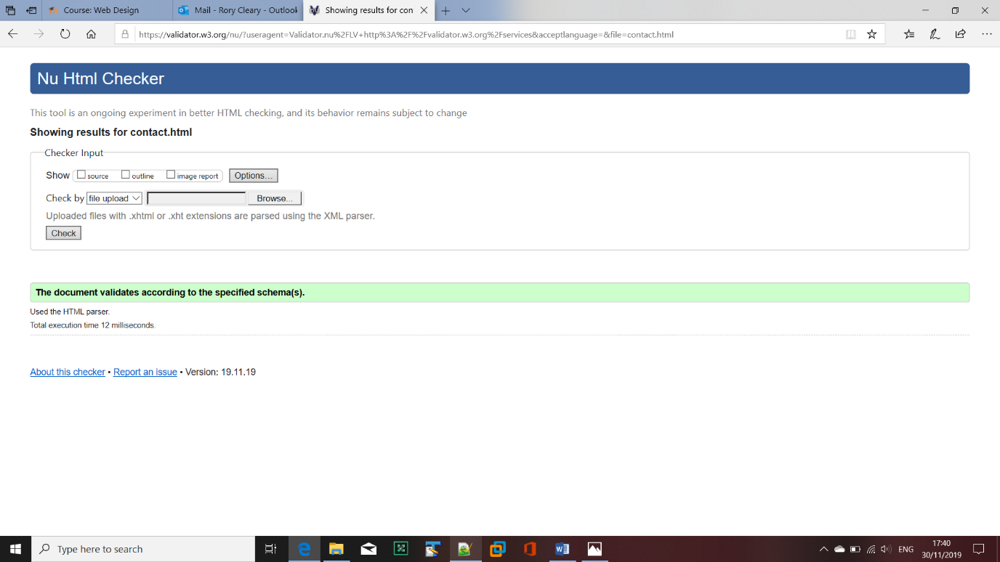 Course: Web Design
Mail - Rory Cleary - Outlook
Showing results for con
https://validator.w3.org/nu/?useragent=Validator.nu%2FLV+http%3A%2F%2Fvalidator.w3.org%2Fservices&acceptlanguage=&file=contact.html
Nu Html Checker
This tool is an ongoing experiment in better HTML checking, and its behavior remains subject to change
Showing results for contact.html
Checker Input
Show source outline image report Options...
Check by file upload Browse...
Uploaded files with .xhtml or .xht extensions are parsed using the XML parser.
Check
The document validates according to the specified schema(s).
Used the HTML parser.
Total execution time 12 milliseconds.
About this checker • Report an issue • Version: 19.11.19
Type here to search
ENG
17:40
30/11/2019